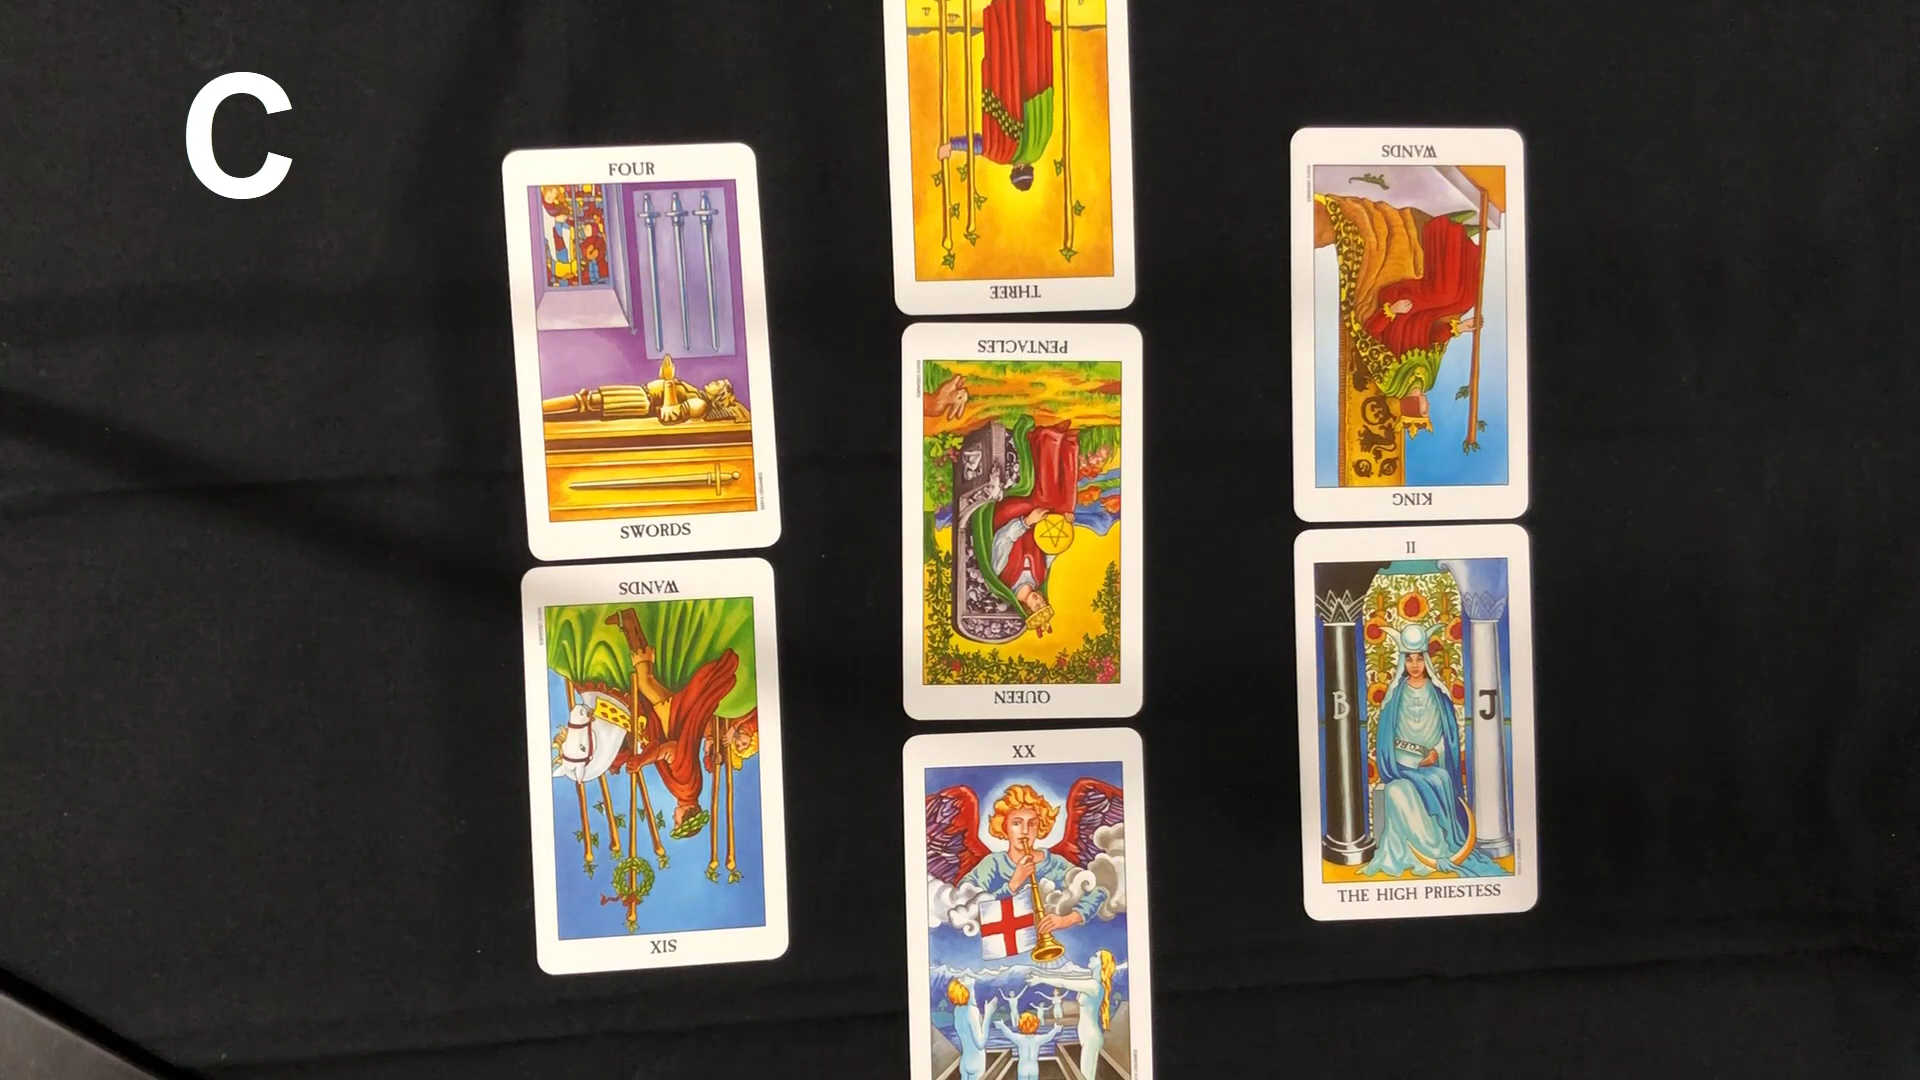 C
FOUR
SWORDS
WANDS
SIX
THREE
PENTACLES
QUEEN
XX
WANDS
KING
II
B
J
THE HIGH PRIESTESS